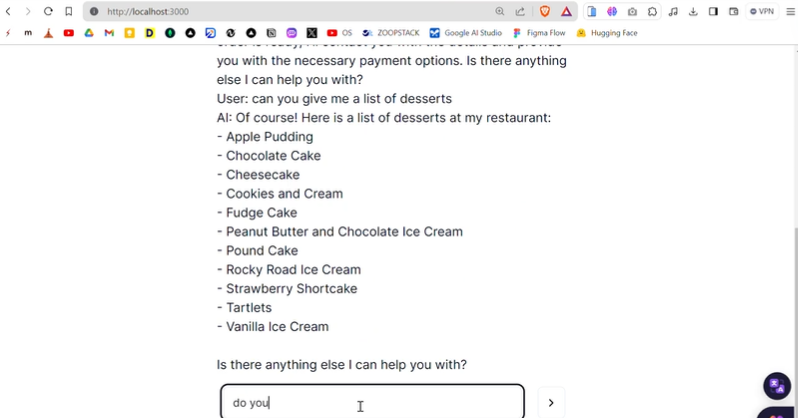 http://localhost:3000
VPN
OS
ZOOPSTACK
Google AI Studio
Figma Flow
Hugging Face
you with the necessary payment options. Is there anything
else I can help you with?
User: can you give me a list of desserts
AI: Of course! Here is a list of desserts at my restaurant:
- Apple Pudding
- Chocolate Cake
- Cheesecake
- Cookies and Cream
- Fudge Cake
- Peanut Butter and Chocolate Ice Cream
- Pound Cake
- Rocky Road Ice Cream
- Strawberry Shortcake
- Tartlets
- Vanilla Ice Cream
Is there anything else I can help you with?
do you